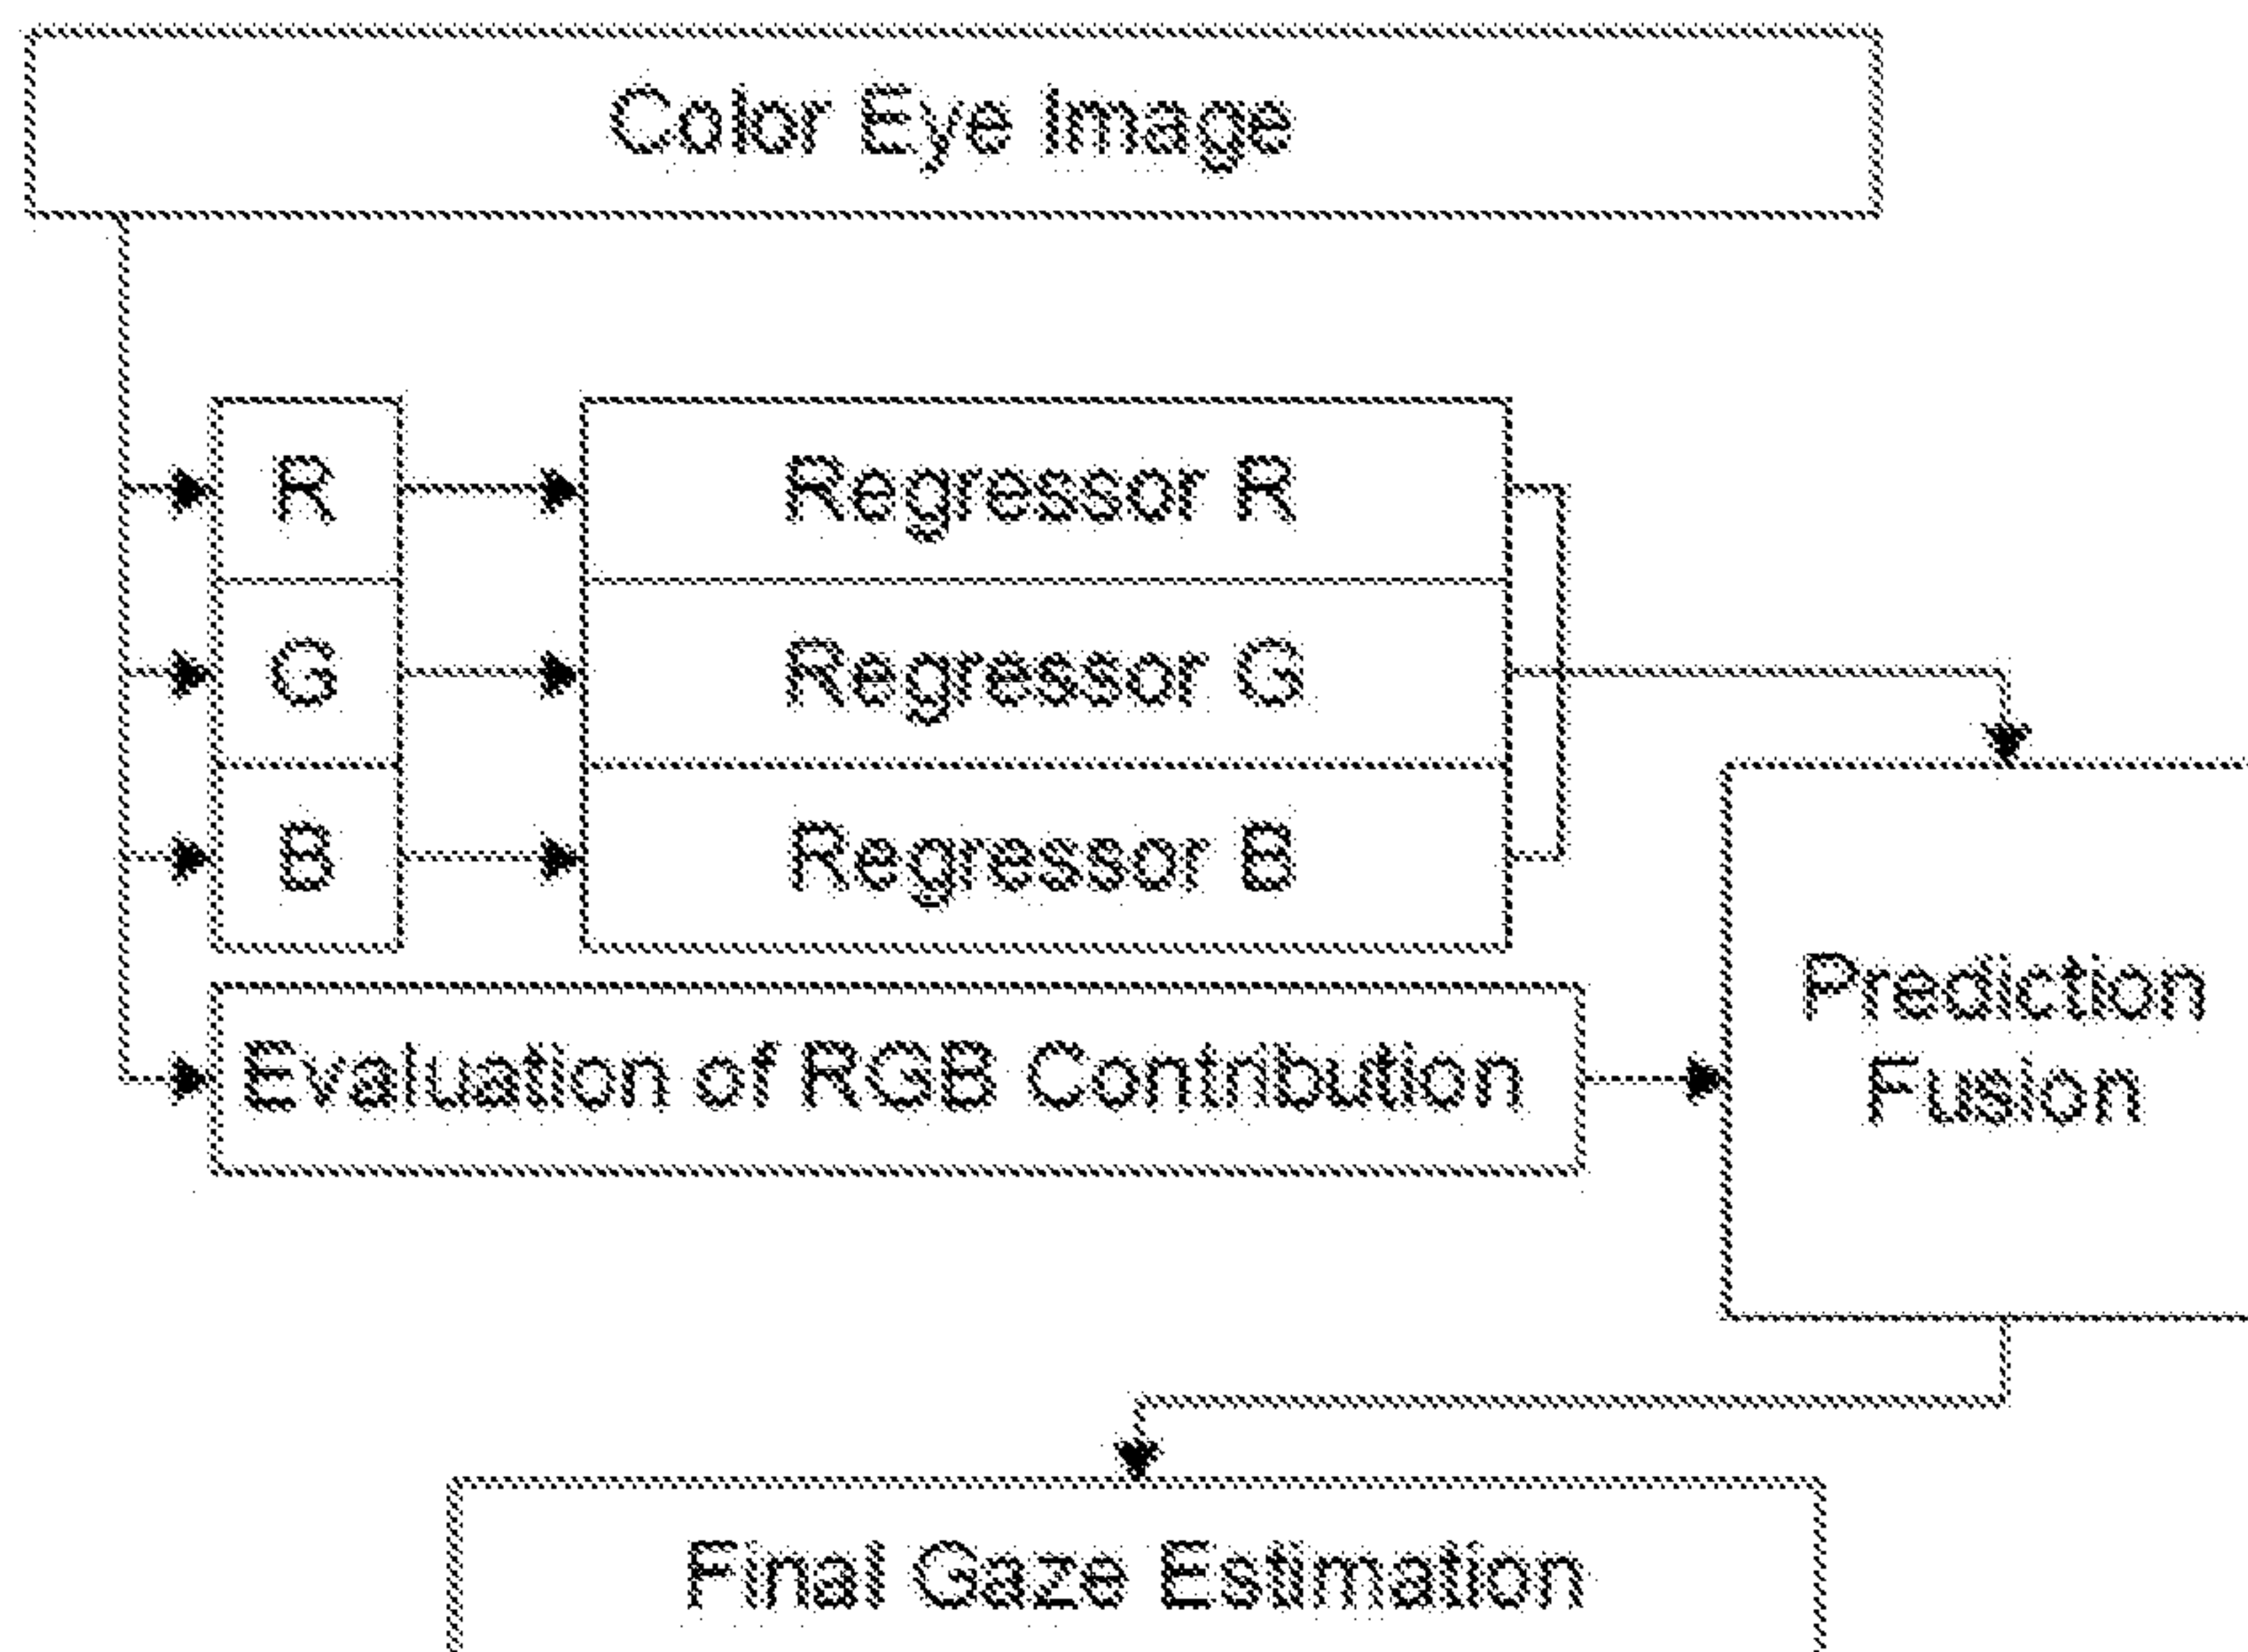 Color Eye Image
R
Regressor R
G
Regressor G
B
Regressor B
Evaluation of RGB Contribution
Prediction
Fusion
Final Gaze Estimation